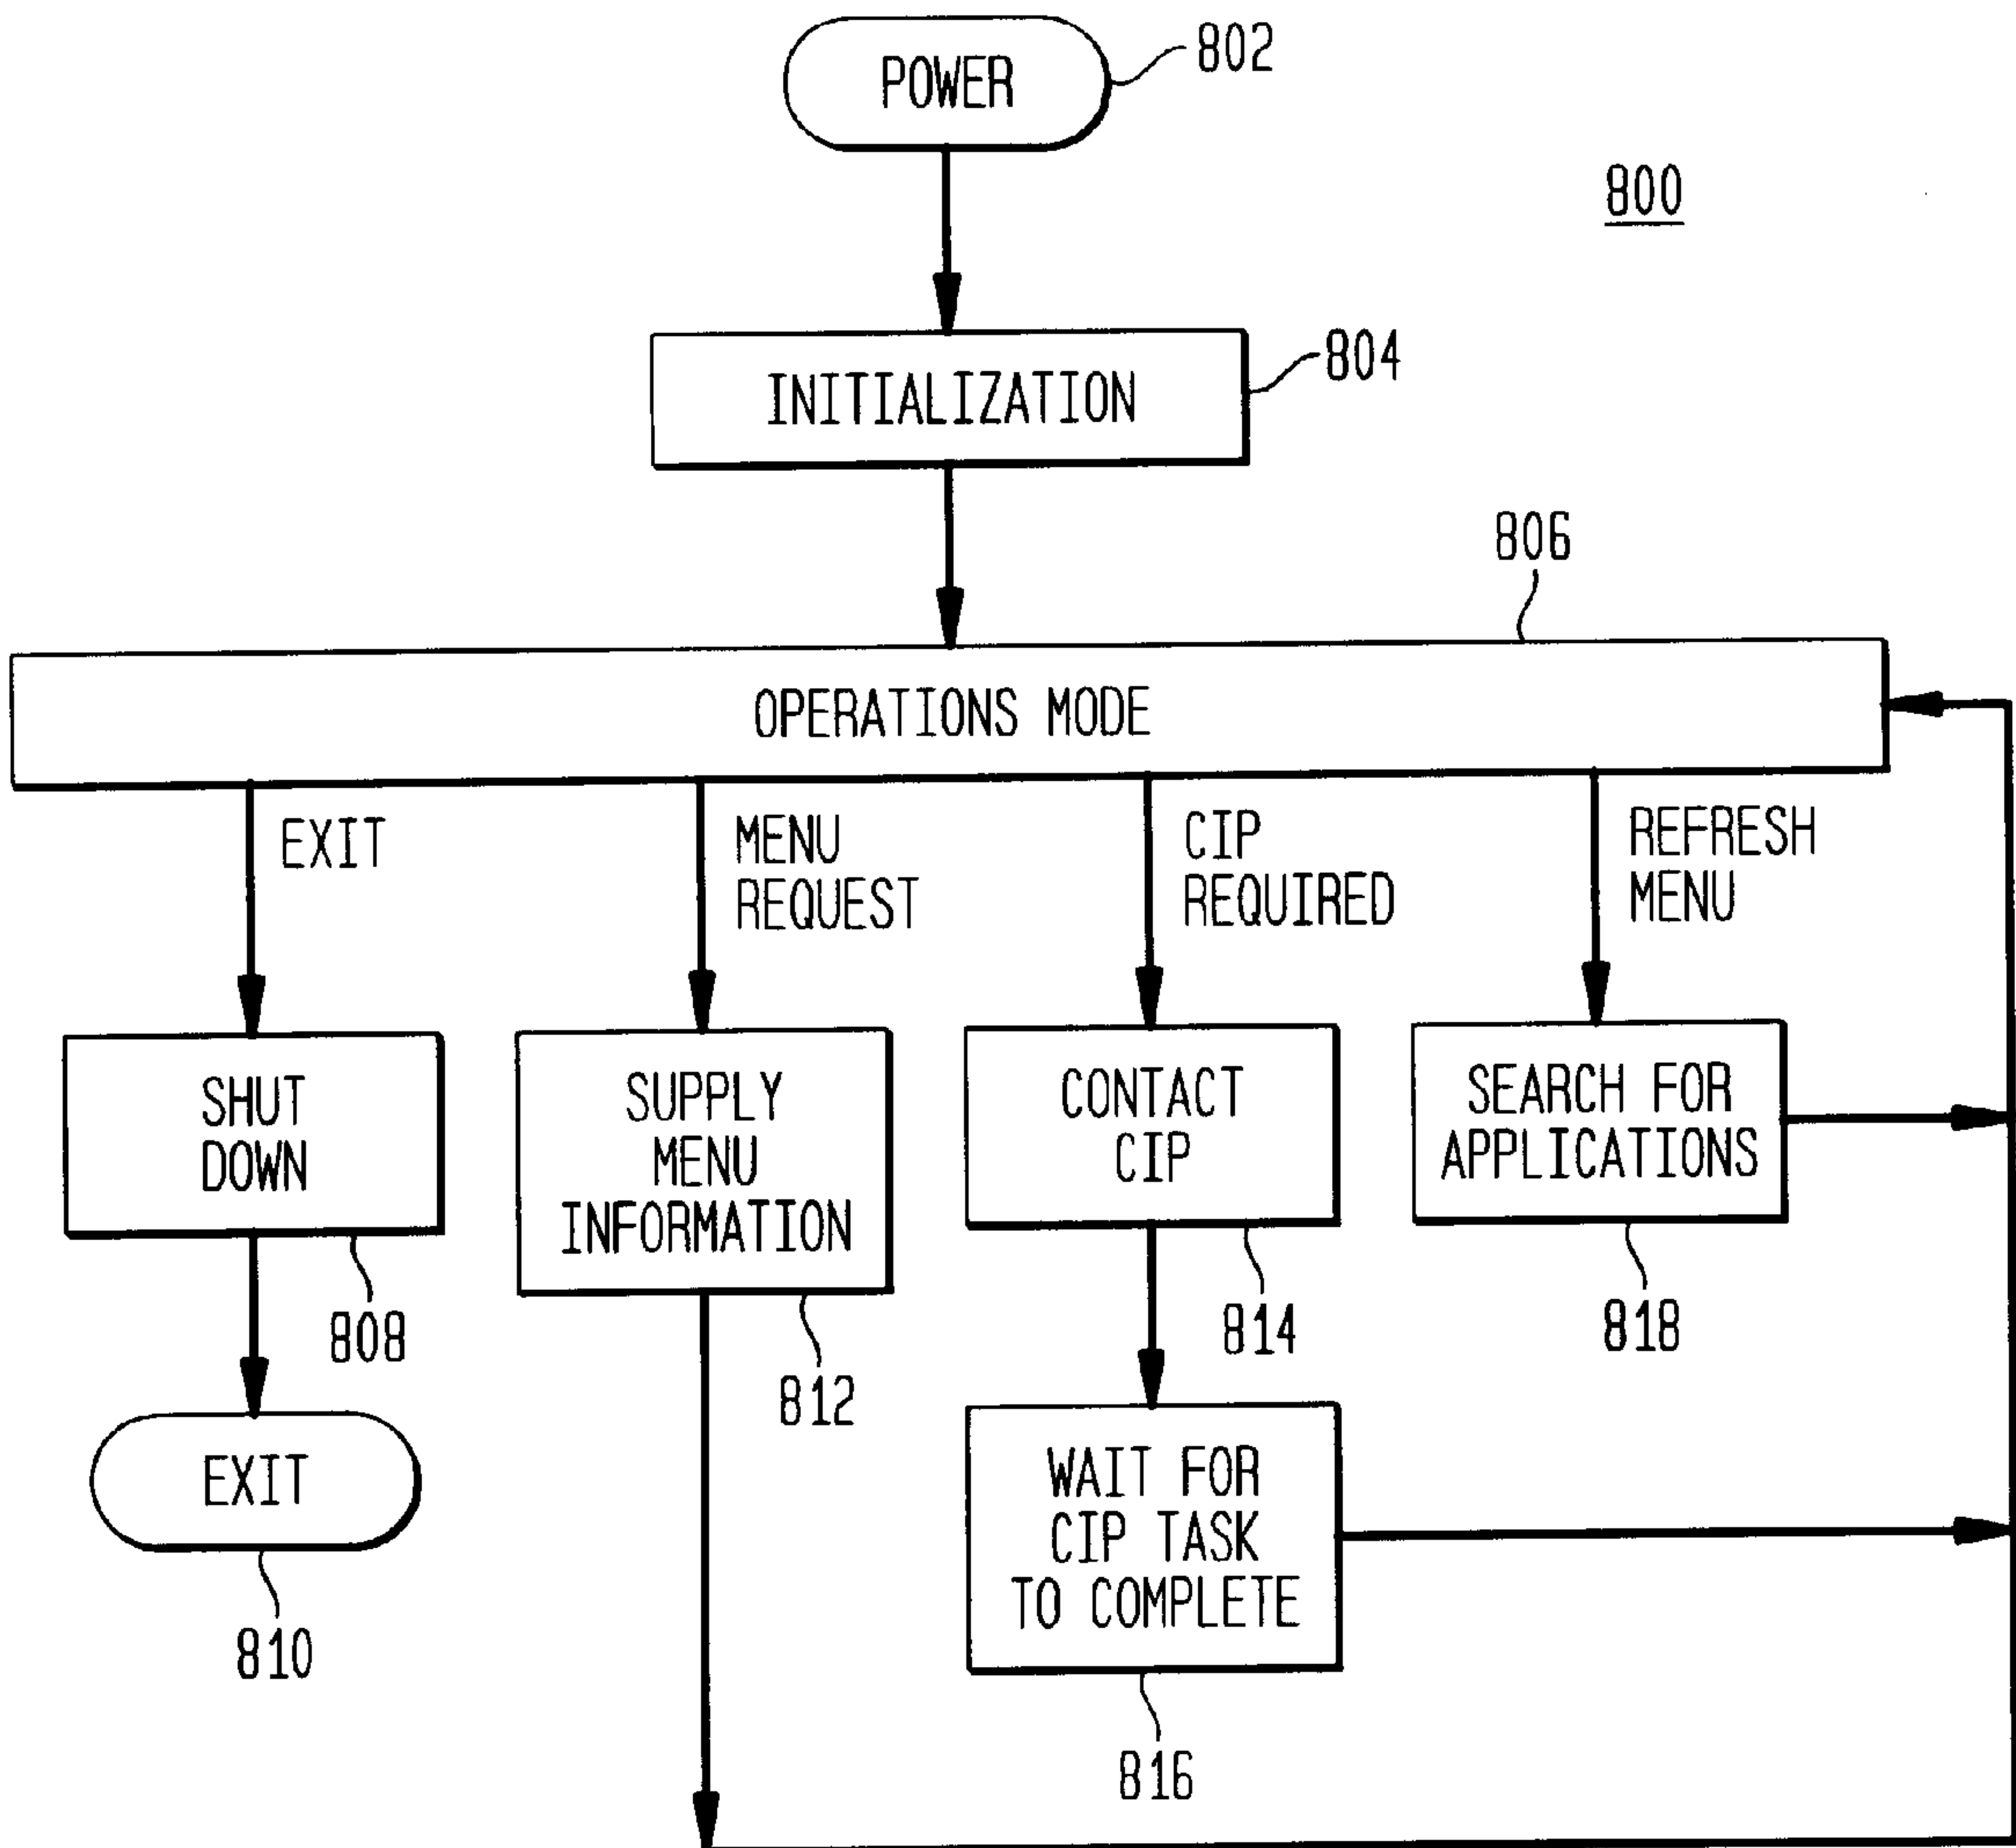 POWER
802
800
INITIALIZATION
804
806
OPERATIONS MODE
EXIT
MENU
REQUEST
CIP
REQUIRED
REFRESH
MENU
SHUT
DOWN
808
SUPPLY
MENU
INFORMATION
812
CONTACT
CIP
814
SEARCH FOR
APPLICATIONS
818
EXIT
810
WAIT FOR
CIP TASK
TO COMPLETE
816